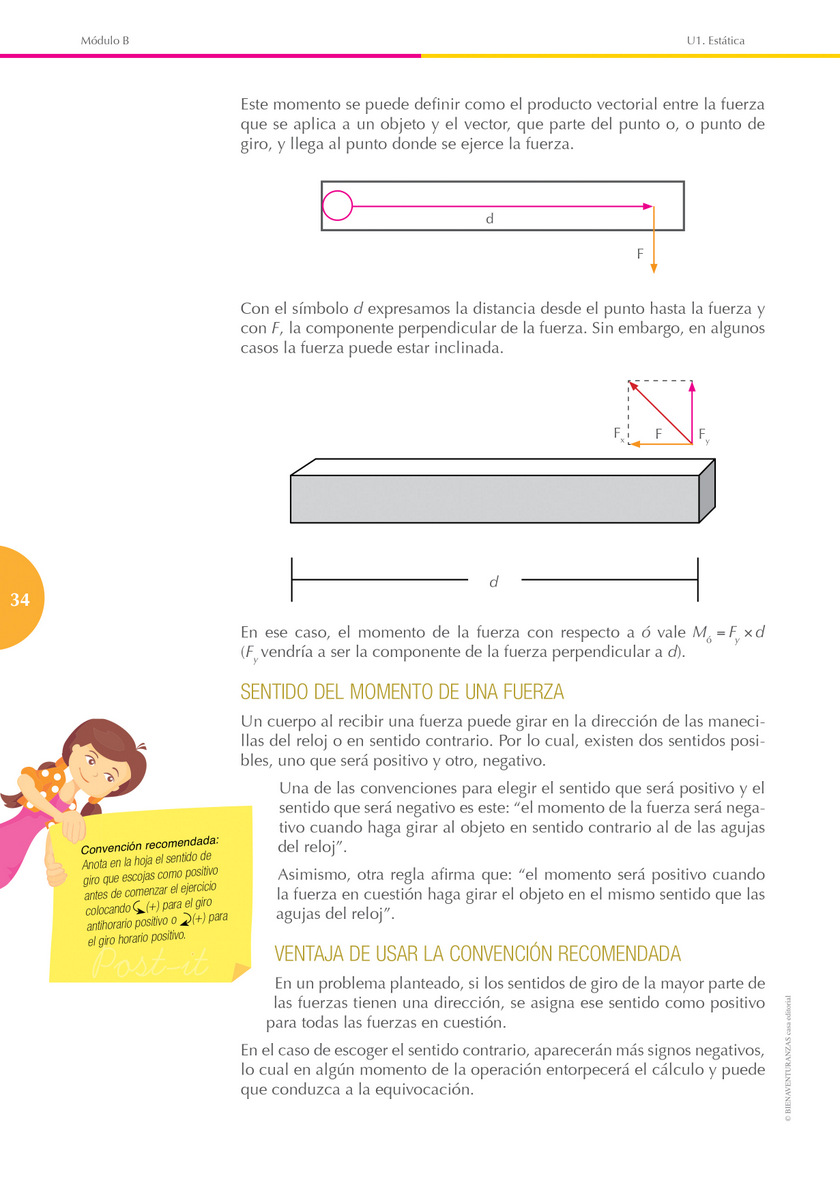 Módulo B
U1. Estática
Este momento se puede definir como el producto vectorial entre la fuerza
que se aplica a un objeto y el vector, que parte del punto o, o punto de
giro, y llega al punto donde se ejerce la fuerza.
d
F
Con el símbolo d expresamos la distancia desde el punto hasta la fuerza y
con F, la componente perpendicular de la fuerza. Sin embargo, en algunos
casos la fuerza puede estar inclinada.
Fx F Fy
d
34
En ese caso, el momento de la fuerza con respecto a ó vale Mó = Fy × d
(Fy vendría a ser la componente de la fuerza perpendicular a d).
SENTIDO DEL MOMENTO DE UNA FUERZA
Un cuerpo al recibir una fuerza puede girar en la dirección de las maneci-
llas del reloj o en sentido contrario. Por lo cual, existen dos sentidos posi-
bles, uno que será positivo y otro, negativo.
Una de las convenciones para elegir el sentido que será positivo y el
sentido que será negativo es este: “el momento de la fuerza será nega-
tivo cuando haga girar al objeto en sentido contrario al de las agujas
del reloj”.
Asimismo, otra regla afirma que: “el momento será positivo cuando
la fuerza en cuestión haga girar el objeto en el mismo sentido que las
agujas del reloj”.
Convención recomendada:
Anota en la hoja el sentido de
giro que escojas como positivo
antes de comenzar el ejercicio
colocando (+) para el giro
antihorario positivo o (+) para
el giro horario positivo.
Post-it
VENTAJA DE USAR LA CONVENCIÓN RECOMENDADA
En un problema planteado, si los sentidos de giro de la mayor parte de
las fuerzas tienen una dirección, se asigna ese sentido como positivo
para todas las fuerzas en cuestión.
En el caso de escoger el sentido contrario, aparecerán más signos negativos,
lo cual en algún momento de la operación entorpecerá el cálculo y puede
que conduzca a la equivocación.
© BIENAVENTURANZAS casa editorial